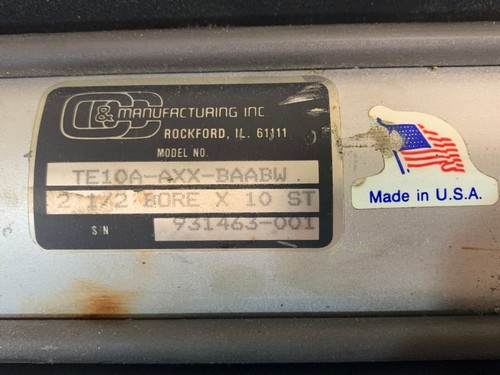 C&C MANUFACTURING INC
ROCKFORD, IL. 61111
MODEL NO.
TE10A-AXX-BAABW
2 1/2 BORE X 10 ST
S/N 931463-001
Made in U.S.A.